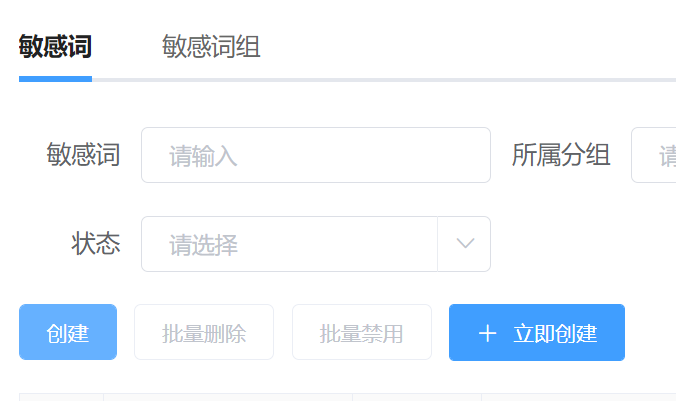 敏感词 敏感词组
敏感词 请输入 所属分组
状态 请选择
创建 批量删除 批量禁用 + 立即创建